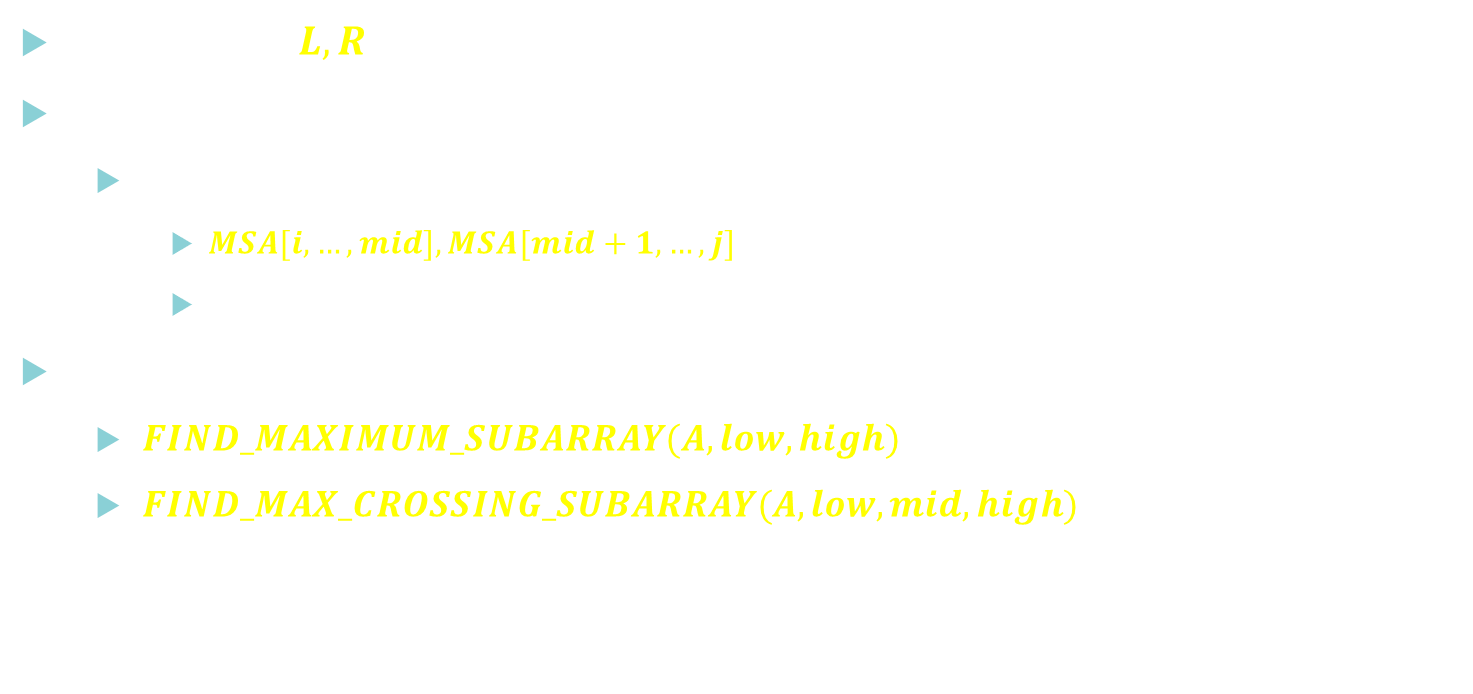 L, R
MSA[i, … , mid], MSA[mid + 1, … , j]
FIND_MAXIMUM_SUBARRAY(A, low, high)
FIND_MAX_CROSSING_SUBARRAY(A, low, mid, high)